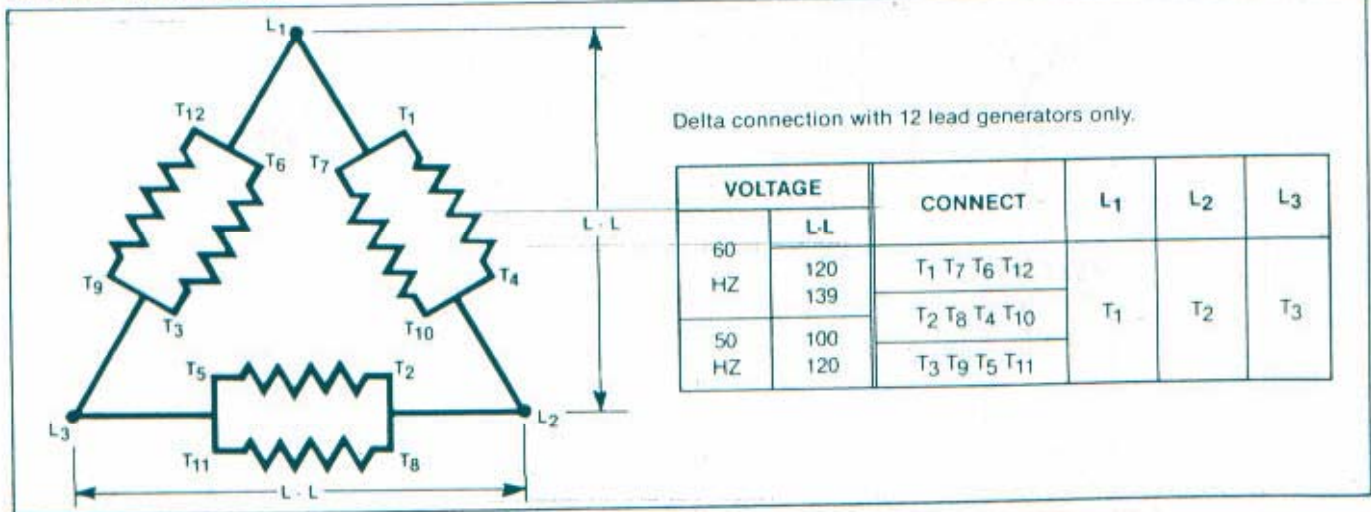 L1
T12
T1
T6
T7
L - L
T9
T4
T3
T10
T5
T2
L3
L2
T11
T8
L - L
Delta connection with 12 lead generators only.
VOLTAGE CONNECT L1 L2 L3
60 HZ L-L
120
139
T1 T7 T6 T12
T2 T8 T4 T10
T1 T2 T3
50 HZ
100
120
T3 T9 T5 T11